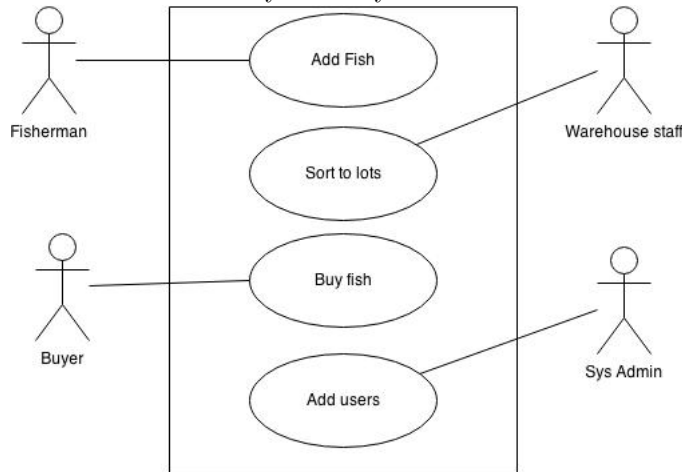 Add Fish
Fisherman
Warehouse staff
Sort to lots
Buy fish
Buyer
Sys Admin
Add users